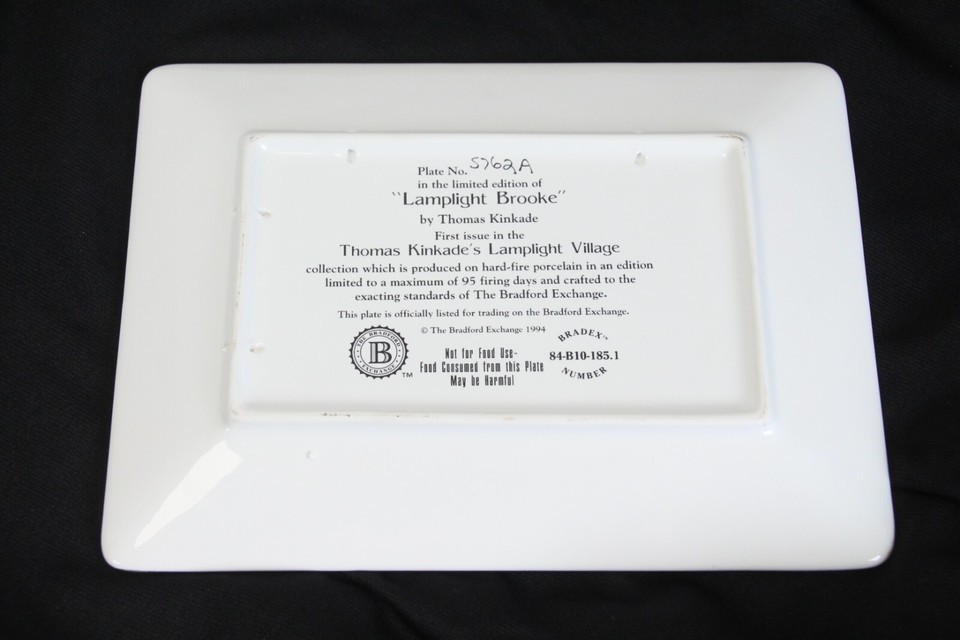 Plate No. 5762A
in the limited edition of
"Lamplight Brooke"
by Thomas Kinkade
First issue in the
Thomas Kinkade's Lamplight Village
collection which is produced on hard-fire porcelain in an edition
limited to a maximum of 95 firing days and crafted to the
exacting standards of The Bradford Exchange.
This plate is officially listed for trading on the Bradford Exchange.
© The Bradford Exchange 1994
THE BRADFORD
B
EXCHANGE
TM
Not for Food Use-
Food Consumed from this Plate
May be Harmful
BRADEX™
84-B10-185.1
NUMBER